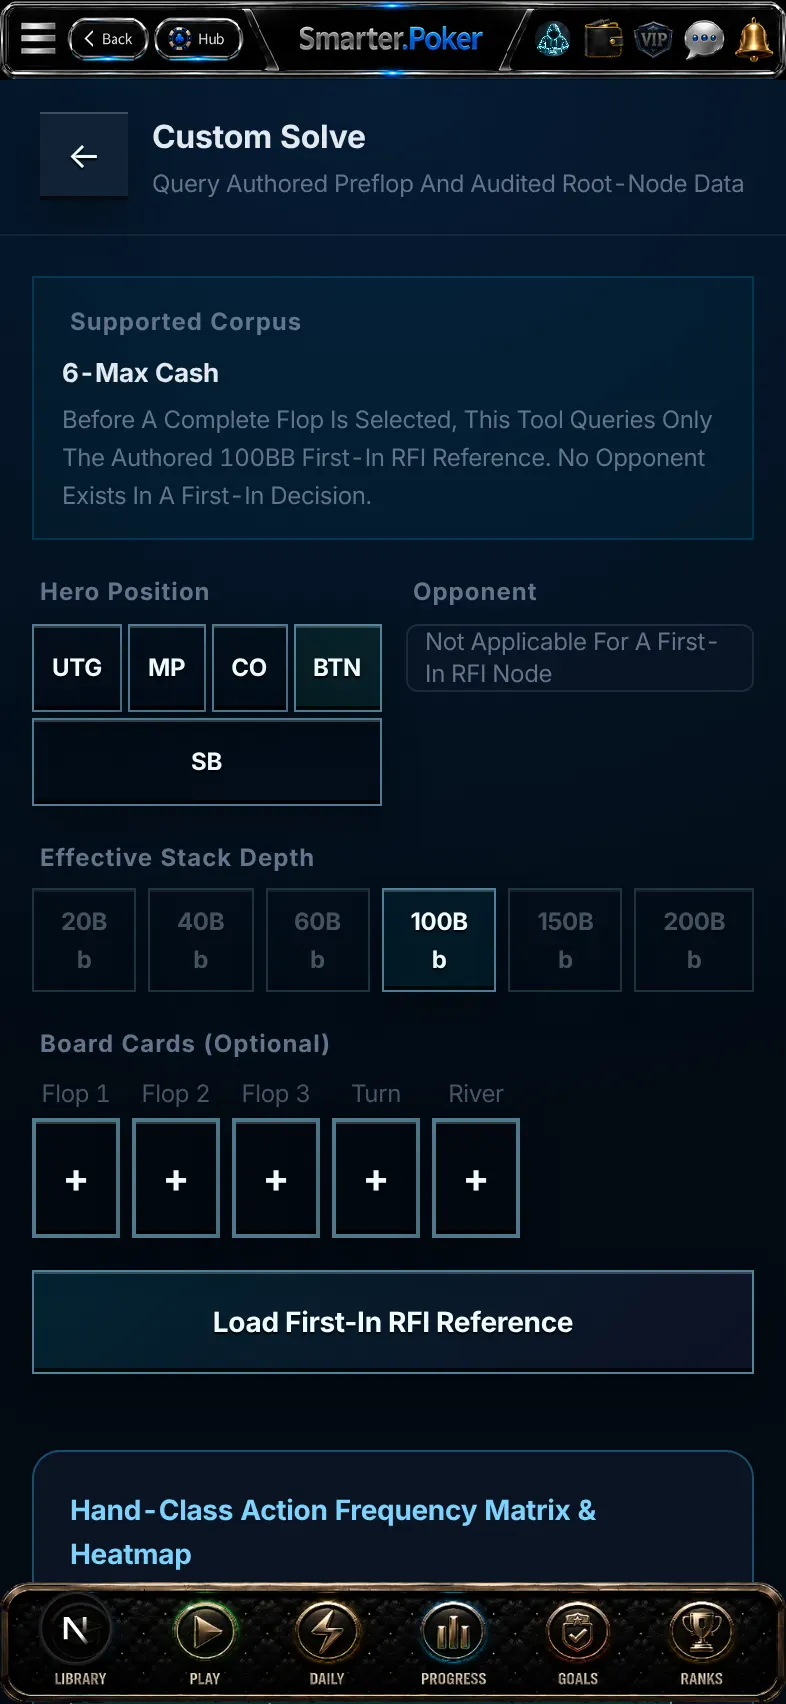 Back
Hub
Smarter.Poker
VIP
Custom Solve
Query Authored Preflop And Audited Root-Node Data
Supported Corpus
6-Max Cash
Before A Complete Flop Is Selected, This Tool Queries Only
The Authored 100BB First-In RFI Reference. No Opponent
Exists In A First-In Decision.
Hero Position
Opponent
UTG
MP
CO
BTN
Not Applicable For A First-
In RFI Node
SB
Effective Stack Depth
20B
b
40B
b
60B
b
100B
b
150B
b
200B
b
Board Cards (Optional)
Flop 1
Flop 2
Flop 3
Turn
River
+
+
+
+
+
Load First-In RFI Reference
Hand-Class Action Frequency Matrix &
Heatmap
N
LIBRARY
PLAY
DAILY
PROGRESS
GOALS
RANKS